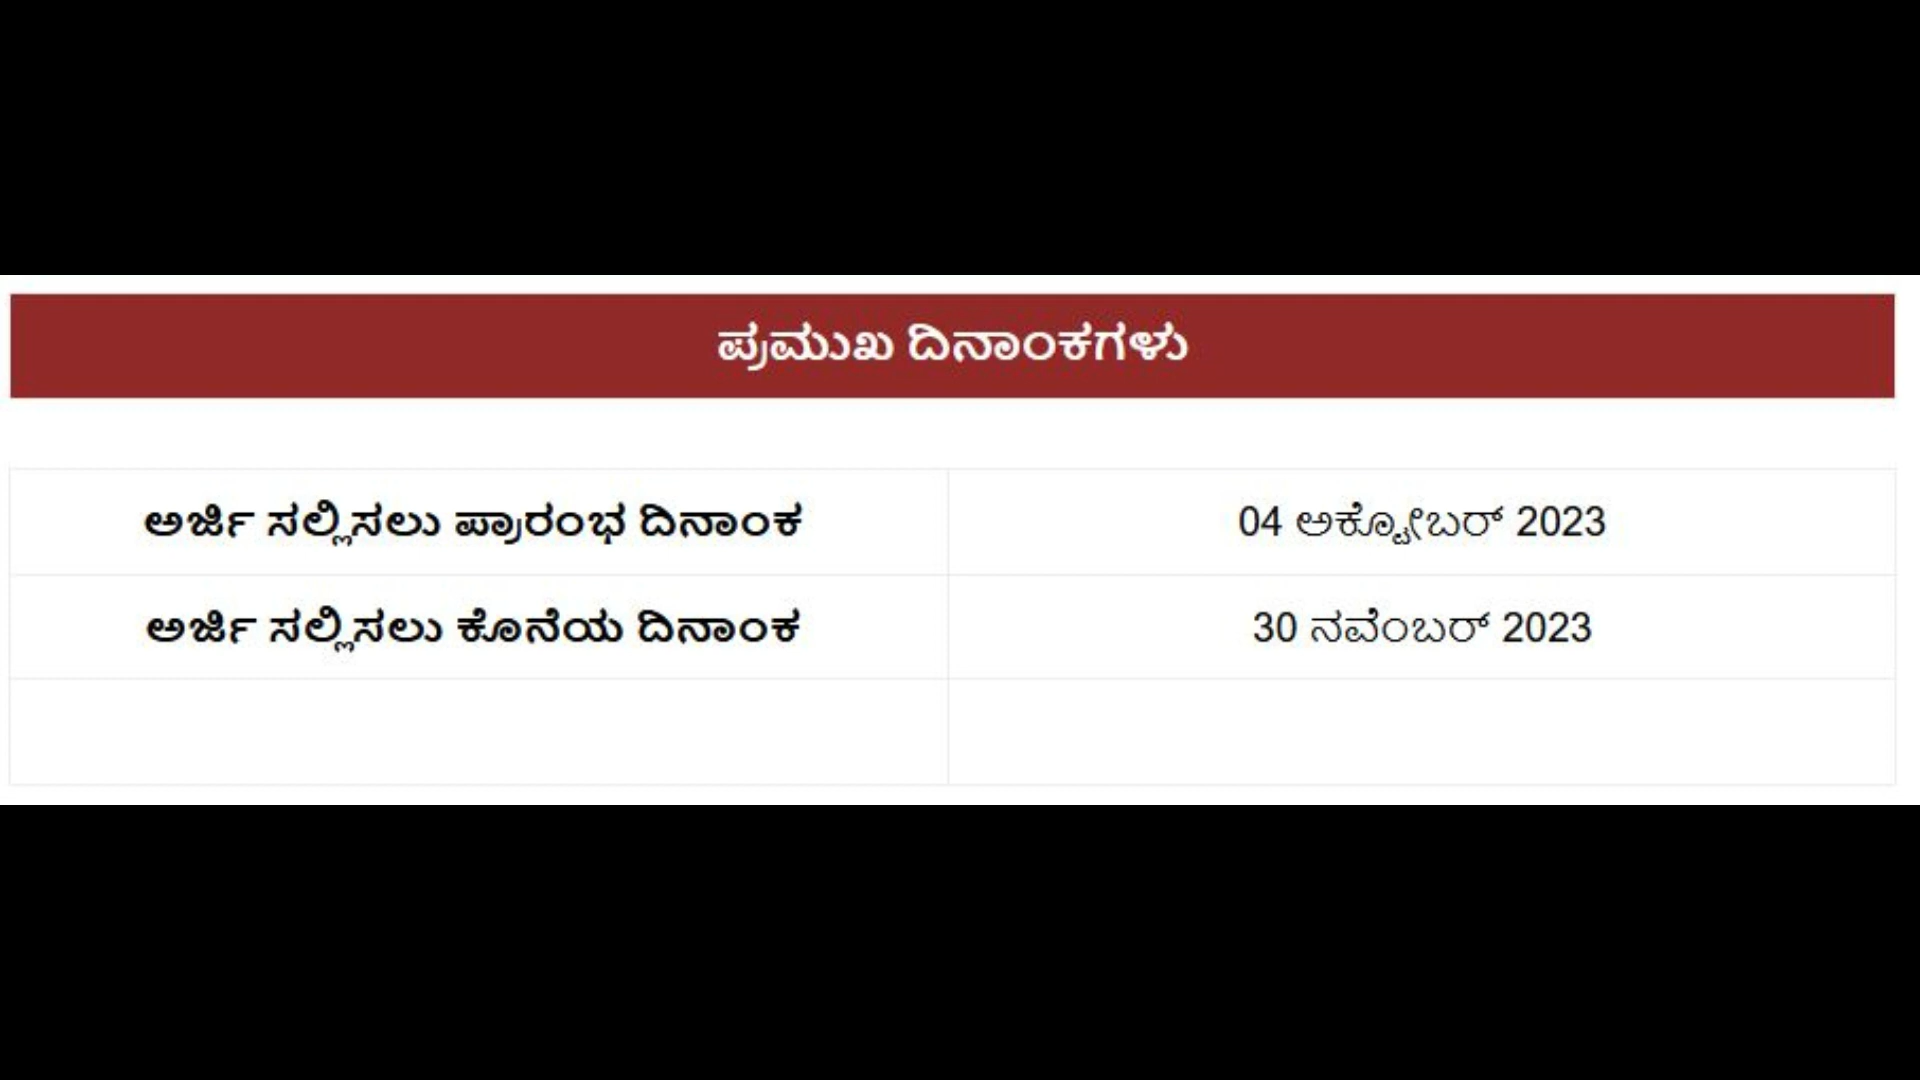 ಪ್ರಮುಖ ದಿನಾಂಕಗಳು
ಅರ್ಜಿ ಸಲ್ಲಿಸಲು ಪ್ರಾರಂಭ ದಿನಾಂಕ 04 ಅಕ್ಟೋಬರ್ 2023
ಅರ್ಜಿ ಸಲ್ಲಿಸಲು ಕೊನೆಯ ದಿನಾಂಕ 30 ನವೆಂಬರ್ 2023